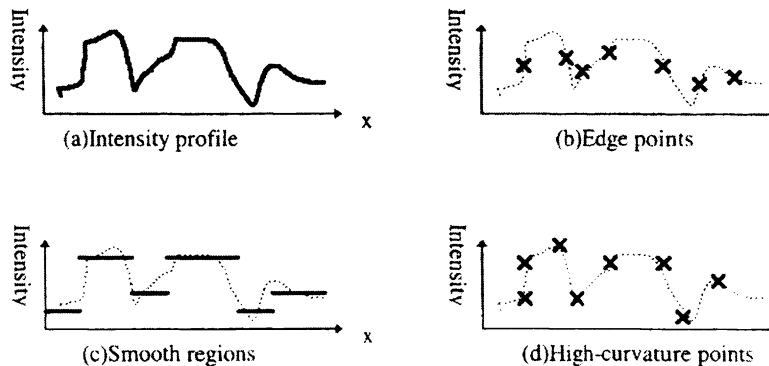 Intensity
x
(a)Intensity profile
Intensity
(b)Edge points
Intensity
x
(c)Smooth regions
Intensity
(d)High-curvature points